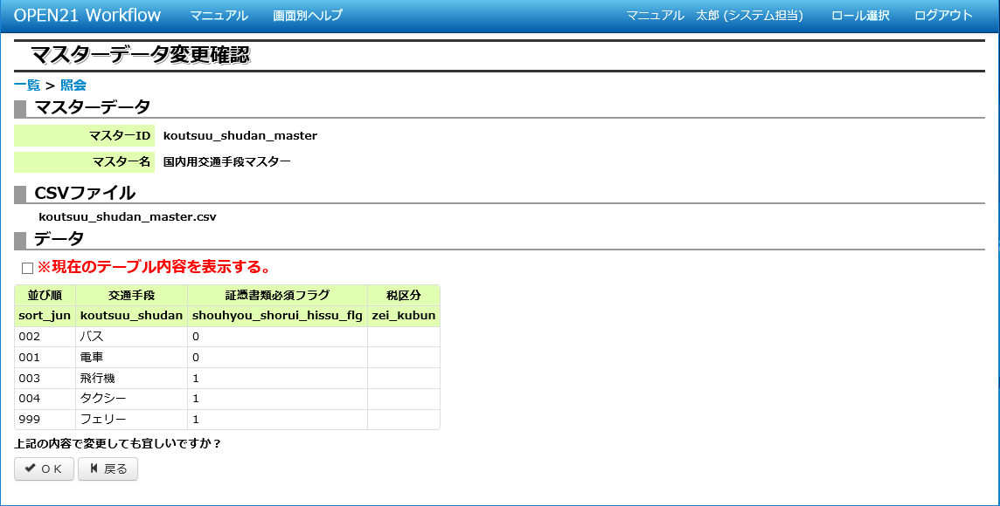 OPEN21 Workflow マニュアル 画面別ヘルプ マニュアル 太郎 (システム担当) ロール選択 ログアウト
マスターデータ変更確認
一覧 > 照会
マスターデータ
マスターID koutsuu_shudan_master
マスター名 国内用交通手段マスター
CSVファイル
koutsuu_shudan_master.csv
データ
※現在のテーブル内容を表示する。
並び順 交通手段 証憑書類必須フラグ 税区分
sort_jun koutsuu_shudan shouhyou_shorui_hissu_flg zei_kubun
002 バス 0
001 電車 0
003 飛行機 1
004 タクシー 1
999 フェリー 1
上記の内容で変更しても宜しいですか？
ＯＫ 戻る